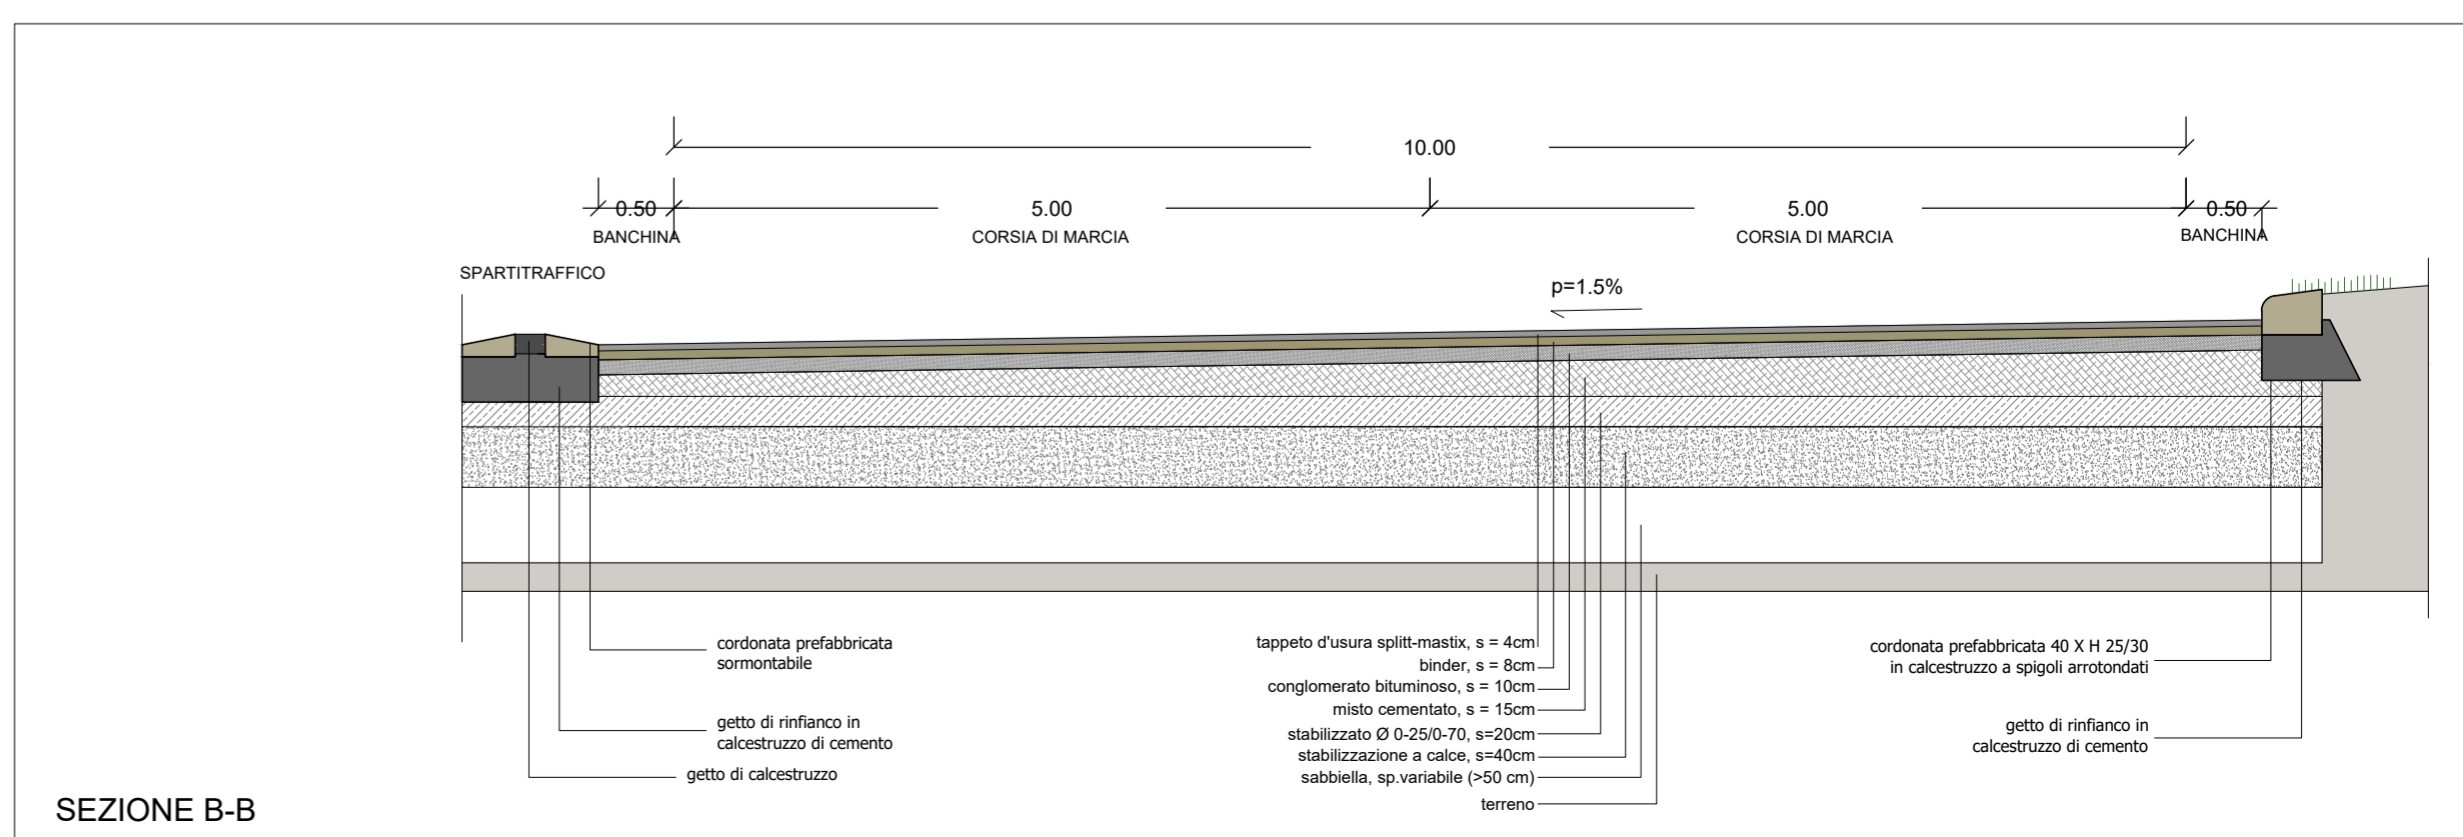 10.00
0.50
5.00
5.00
0.50
BANCHINA
CORSIA DI MARCIA
CORSIA DI MARCIA
BANCHINA
SPARTITRAFFICO
p=1.5%
cordonata prefabbricata
sormontabile
getto di rinfianco in
calcestruzzo di cemento
getto di calcestruzzo
tappeto d'usura splitt-mastix, s = 4cm
binder, s = 8cm
conglomerato bituminoso, s = 10cm
misto cementato, s = 15cm
stabilizzato Ø 0-25/0-70, s=20cm
stabilizzazione a calce, s=40cm
sabbiella, sp.variabile (>50 cm)
terreno
cordonata prefabbricata 40 X H 25/30
in calcestruzzo a spigoli arrotondati
getto di rinfianco in
calcestruzzo di cemento
SEZIONE B-B